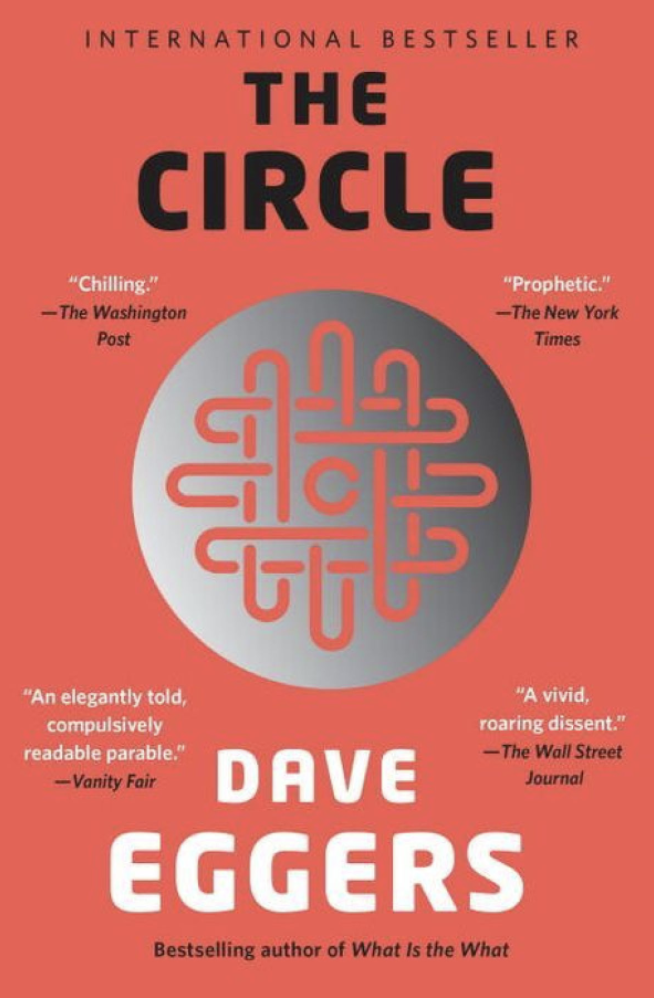 INTERNATIONAL BESTSELLER
THE
CIRCLE
“Chilling.”
—The Washington
Post
“Prophetic.”
—The New York
Times
C
“An elegantly told,
compulsively
readable parable.”
—Vanity Fair
“A vivid,
roaring dissent.”
—The Wall Street
Journal
DAVE
EGGERS
Bestselling author of What Is the What